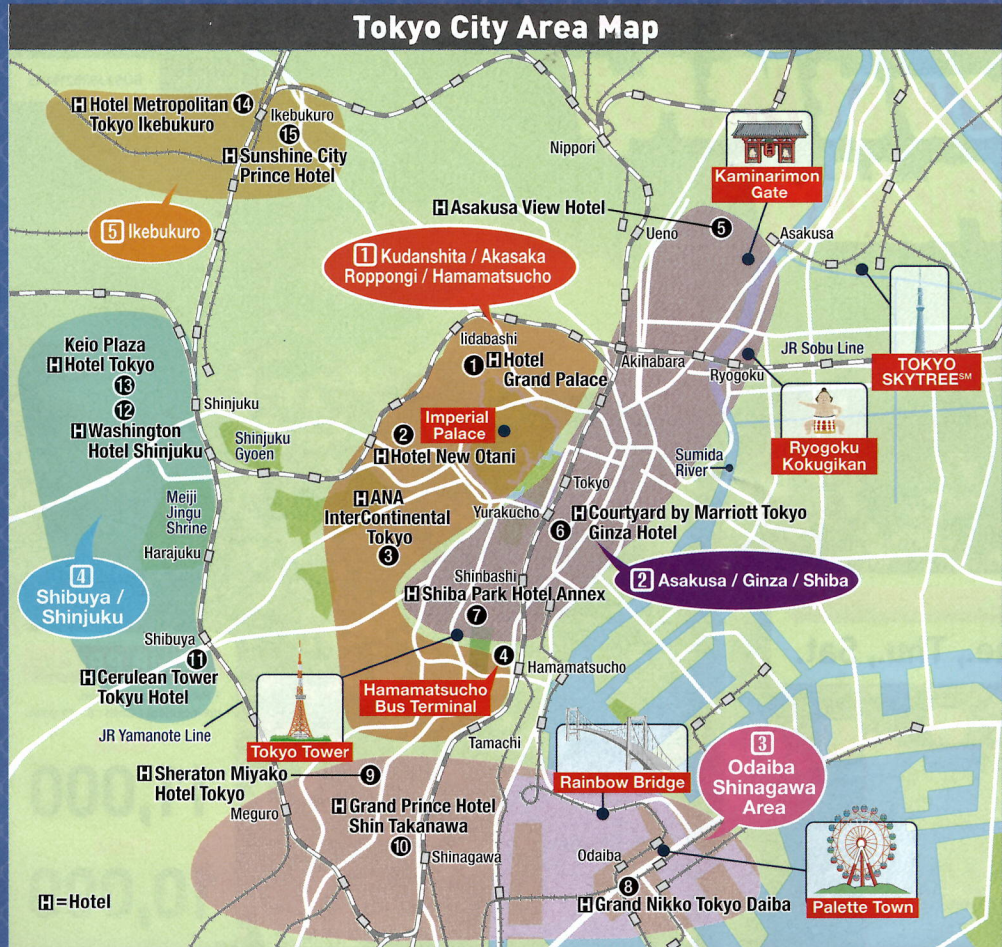 Tokyo City Area Map
H Hotel Metropolitan 14
Tokyo Ikebukuro
Ikebukuro
15
H Sunshine City
Prince Hotel
5 Ikebukuro
Nippori
Kaminarimon
Gate
H Asakusa View Hotel
5
Ueno
Asakusa
1 Kudanshita / Akasaka
Roppongi / Hamamatsucho
Iidabashi
1 H Hotel
Grand Palace
Akihabara
Ryogoku
JR Sobu Line
TOKYO
SKYTREE℠
Keio Plaza
H Hotel Tokyo
13
12
H Washington
Hotel Shinjuku
Shinjuku
Shinjuku
Gyoen
Imperial
Palace
2
H Hotel New Otani
Ryogoku
Kokugikan
Sumida
River
Tokyo
Meiji
Jingu
Shrine
H ANA
InterContinental
Tokyo
3
Yurakucho
6 H Courtyard by Marriott Tokyo
Ginza Hotel
Harajuku
4
Shibuya /
Shinjuku
Shinbashi
H Shiba Park Hotel Annex
7
2 Asakusa / Ginza / Shiba
Shibuya
11
H Cerulean Tower
Tokyu Hotel
4
Hamamatsucho
Hamamatsucho
Bus Terminal
JR Yamanote Line
Tokyo Tower
Tamachi
Rainbow Bridge
3
Odaiba
Shinagawa
Area
H Sheraton Miyako 9
Hotel Tokyo
Meguro
H Grand Prince Hotel
Shin Takanawa
10
Shinagawa
Odaiba
8
H Grand Nikko Tokyo Daiba
Palette Town
H=Hotel